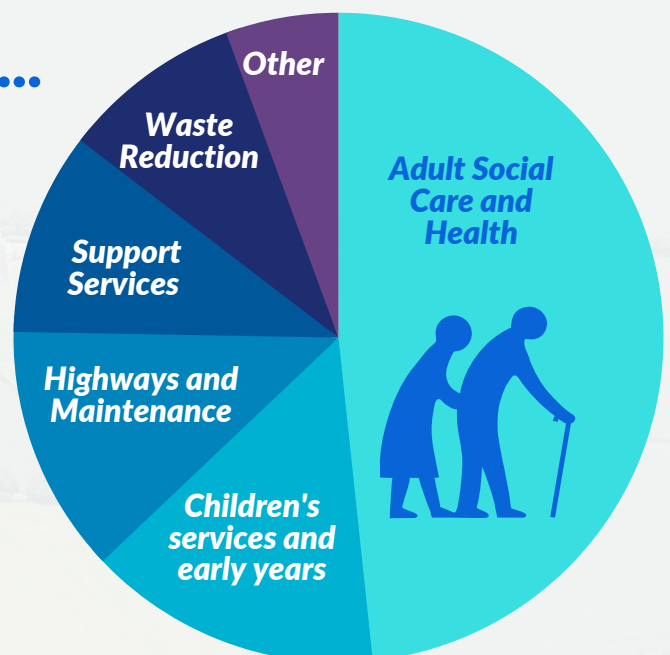 Other
Waste
Reduction
Adult Social
Care and
Health
Support
Services
Highways and
Maintenance
Children's
services and
early years